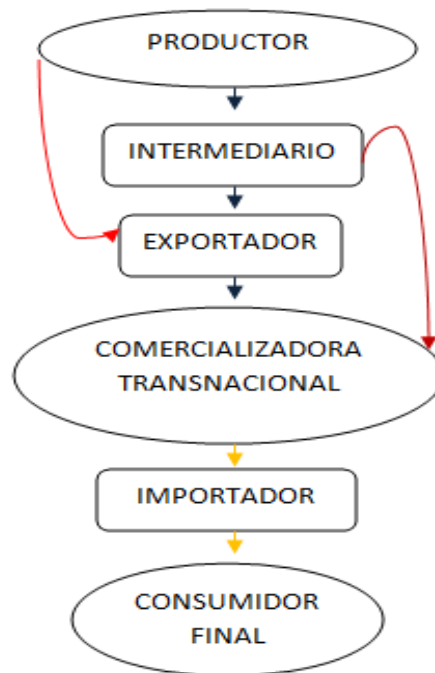 PRODUCTOR
INTERMEDIARIO
EXPORTADOR
COMERCIALIZADORA
TRANSNACIONAL
IMPORTADOR
CONSUMIDOR
FINAL